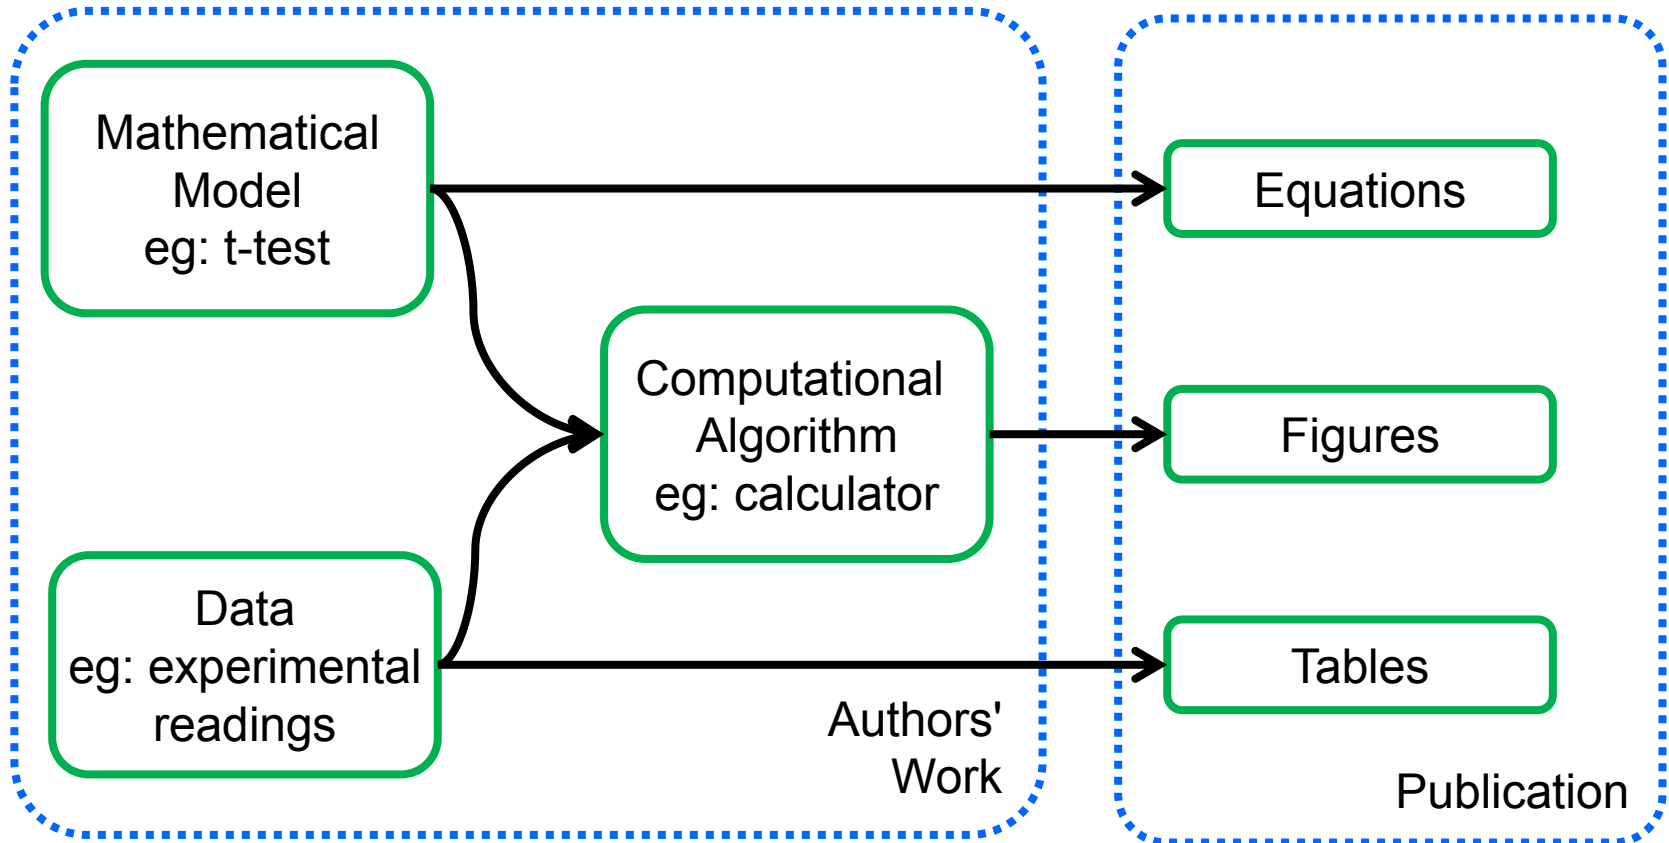 Mathematical
Model
eg: t-test
Equations
Computational
Algorithm
eg: calculator
Figures
Data
eg: experimental
readings
Tables
Authors'
Work
Publication